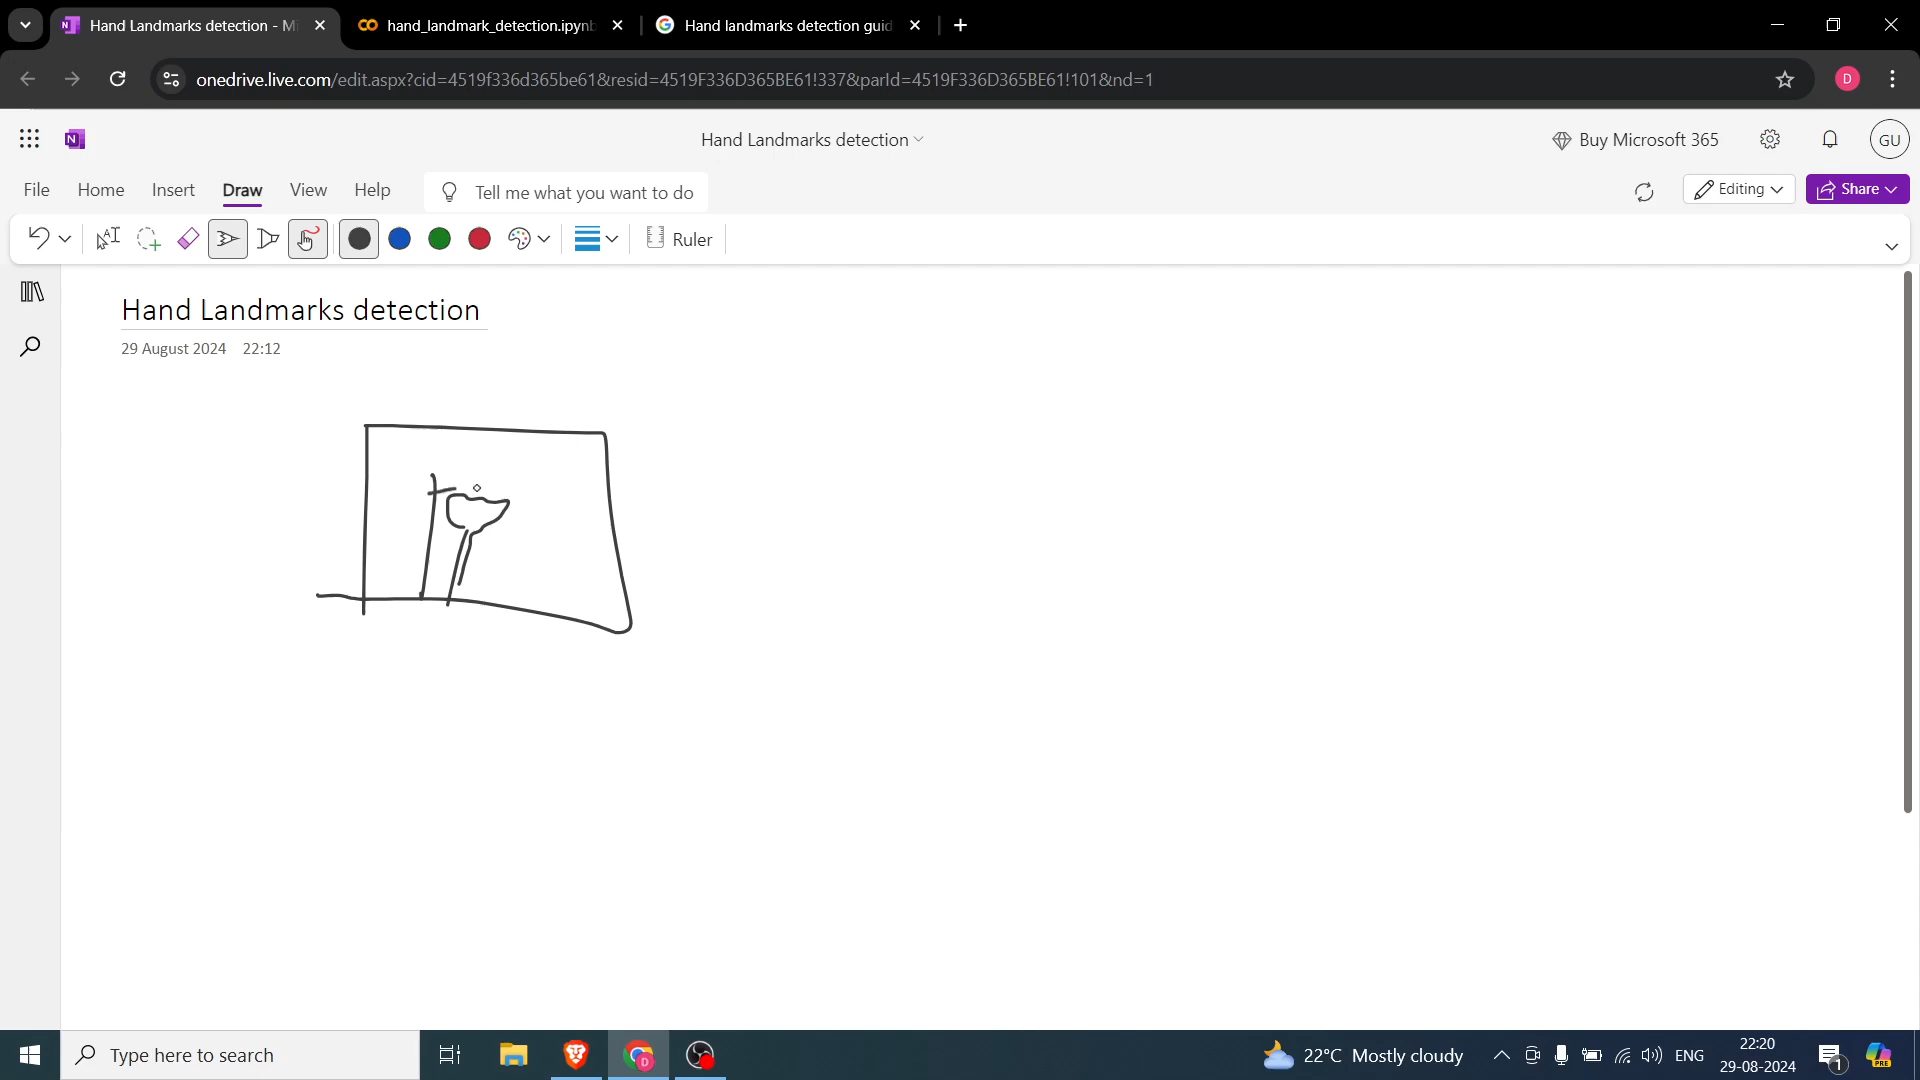 Hand Landmarks detection - Mi
hand_landmark_detection.ipynb
Hand landmarks detection guid
onedrive.live.com/edit.aspx?cid=4519f336d365be61&resid=4519F336D365BE61!337&parId=4519F336D365BE61!101&nd=1
D
N
Hand Landmarks detection
Buy Microsoft 365
GU
File Home Insert Draw View Help
Tell me what you want to do
Editing
Share
Ruler
Hand Landmarks detection
29 August 2024 22:12
Type here to search
22°C Mostly cloudy
ENG
22:20
29-08-2024
1
PRE